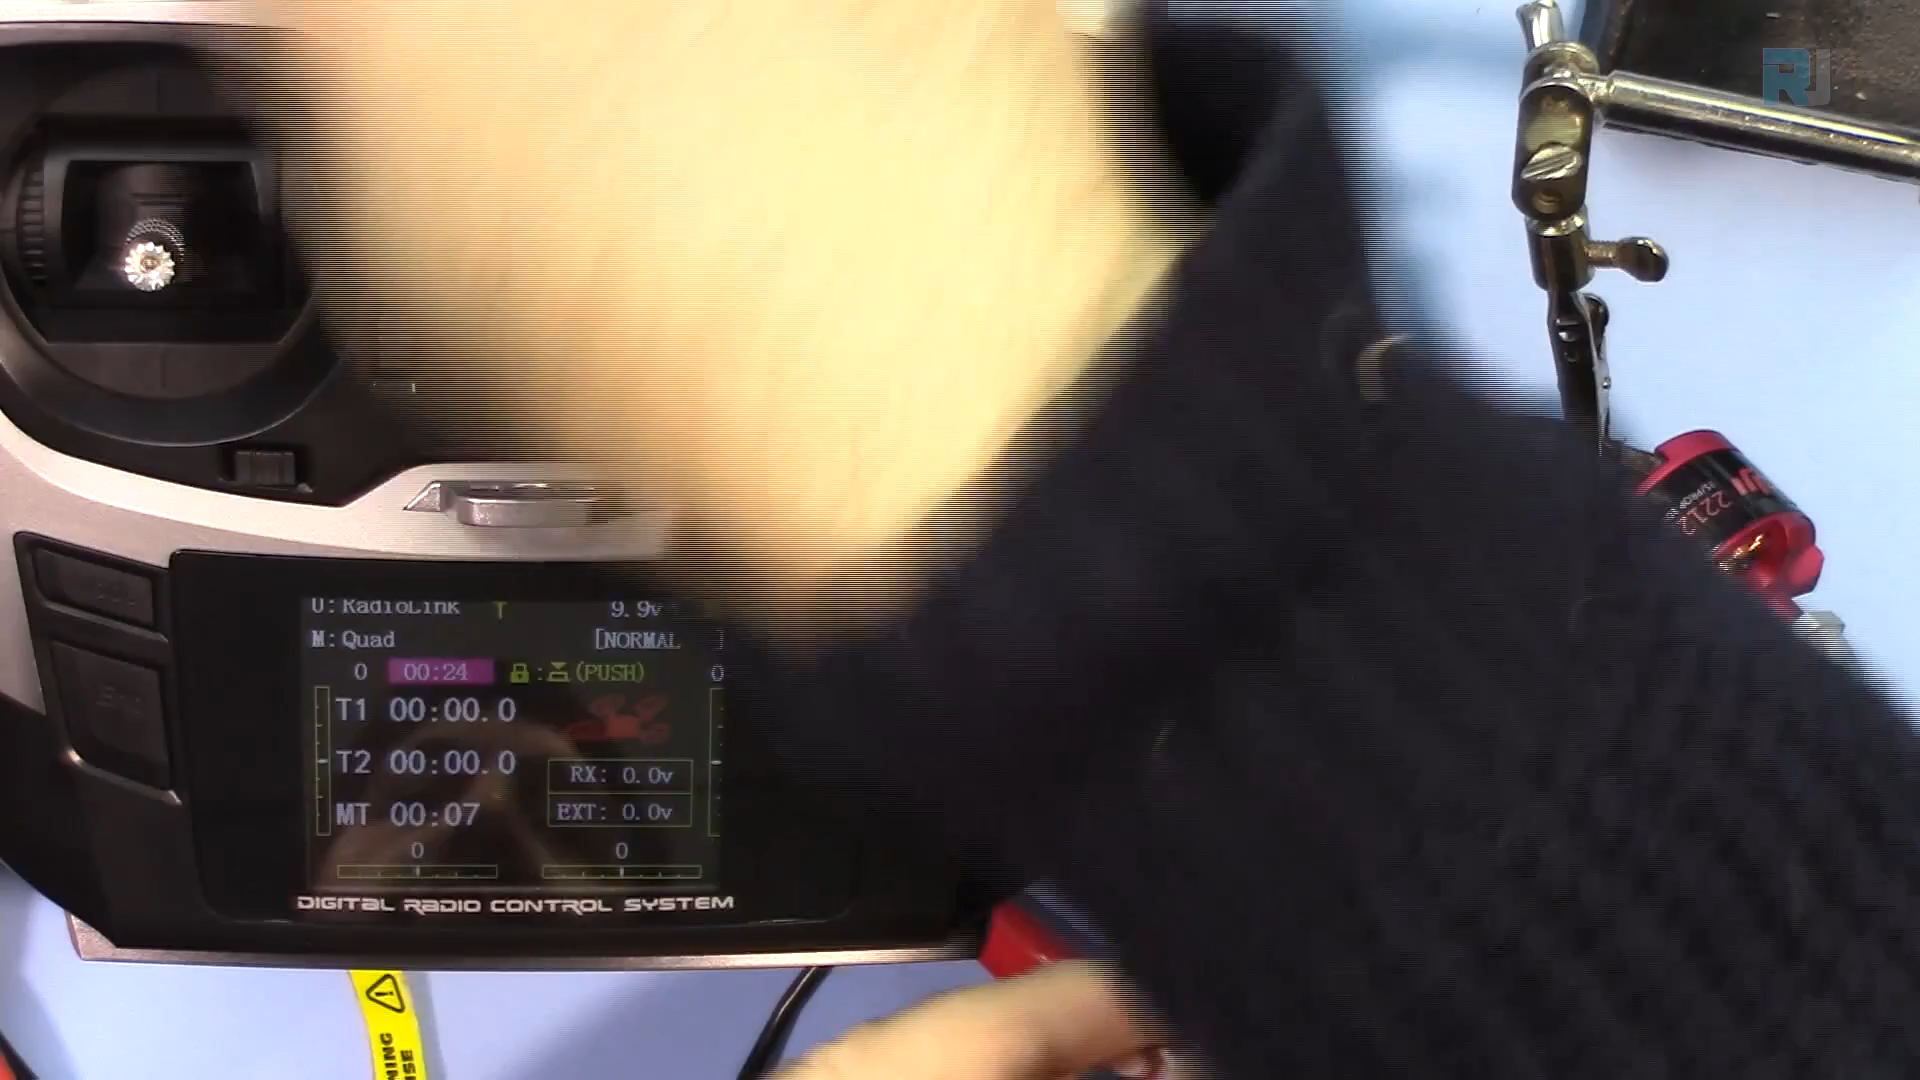 RJ
U: RadioLink T 9.9v
M: Quad [NORMAL ]
0 00:24 : (PUSH) 0
T1 00:00.0
T2 00:00.0
RX: 0.0v
EXT: 0.0v
MT 00:07
0 0
DIGITAL RADIO CONTROL SYSTEM
2212